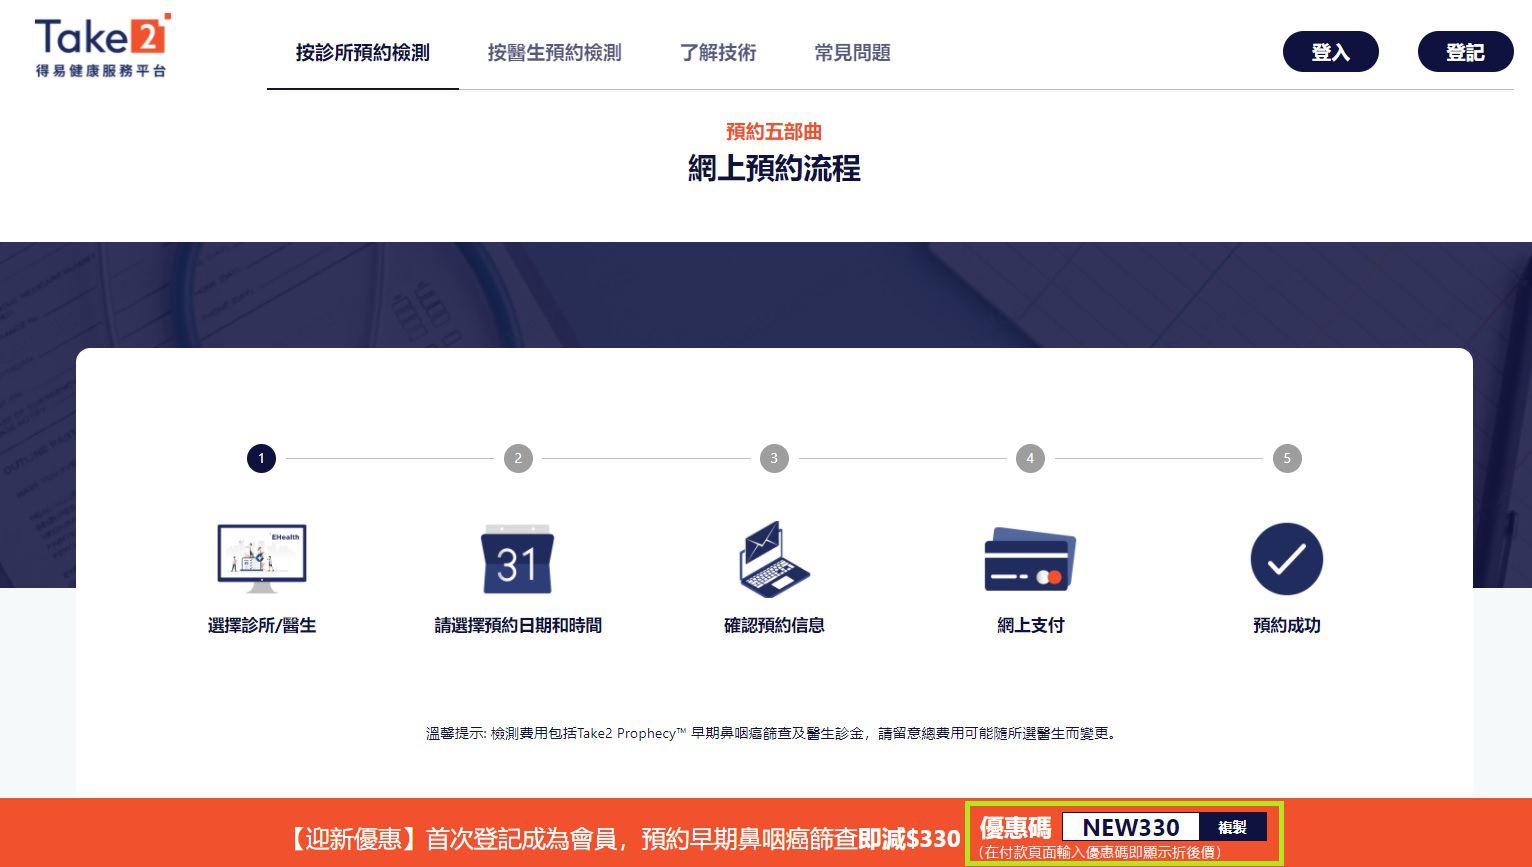 Take2
得易健康服務平台
按診所預約檢測
按醫生預約檢測
了解技術
常見問題
登入
登記
預約五部曲
網上預約流程
1
2
3
4
5
EHealth
31
選擇診所/醫生
請選擇預約日期和時間
確認預約信息
網上支付
預約成功
溫馨提示: 檢測費用包括Take2 Prophecy™ 早期鼻咽癌篩查及醫生診金，請留意總費用可能隨所選醫生而變更。
【迎新優惠】首次登記成為會員，預約早期鼻咽癌篩查即減$330
優惠碼
NEW330
複製
（在付款頁面輸入優惠碼即顯示折後價）